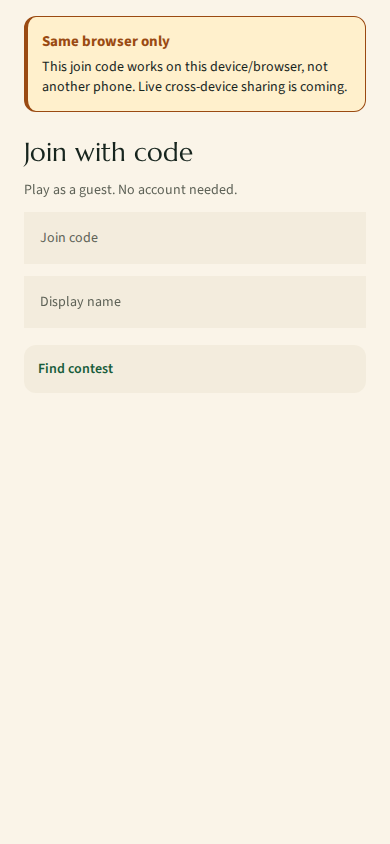 Same browser only
This join code works on this device/browser, not
another phone. Live cross-device sharing is coming.
Join with code
Play as a guest. No account needed.
Join code
Display name
Find contest